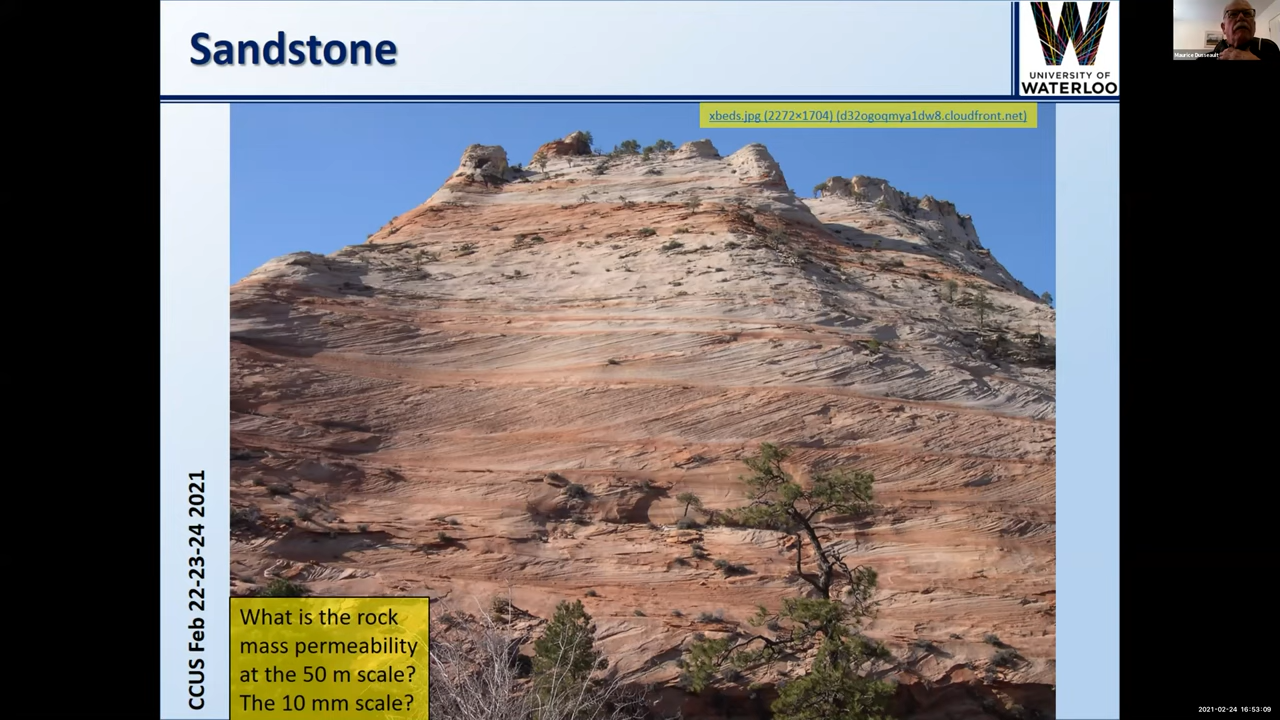 Sandstone
UNIVERSITY OF
WATERLOO
Maurice Dusseault
xbeds.jpg (2272×1704) (d32ogoqmya1dw8.cloudfront.net)
CCUS Feb 22-23-24 2021
What is the rock
mass permeability
at the 50 m scale?
The 10 mm scale?
2021-02-24 16:53:09